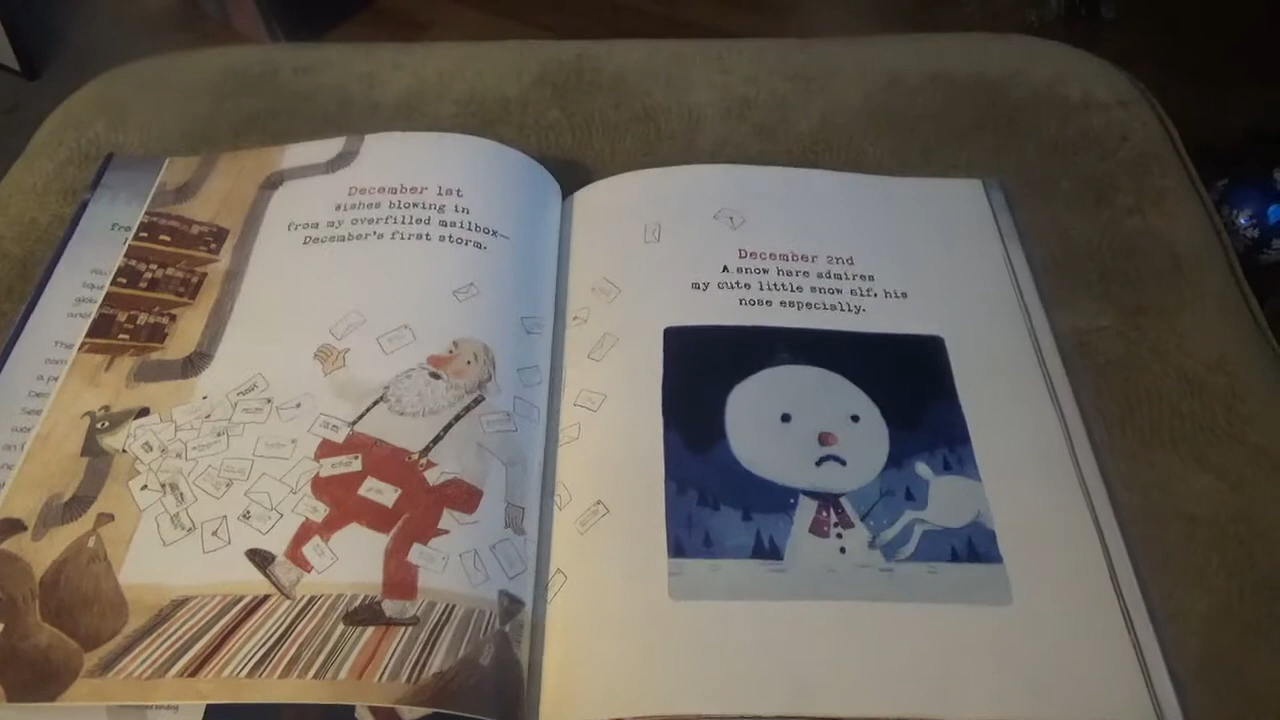 December 1st
Wishes blowing in
from my overfilled mailbox—
December's first storm.
December 2nd
A snow hare admires
my cute little snow elf, his
nose especially.